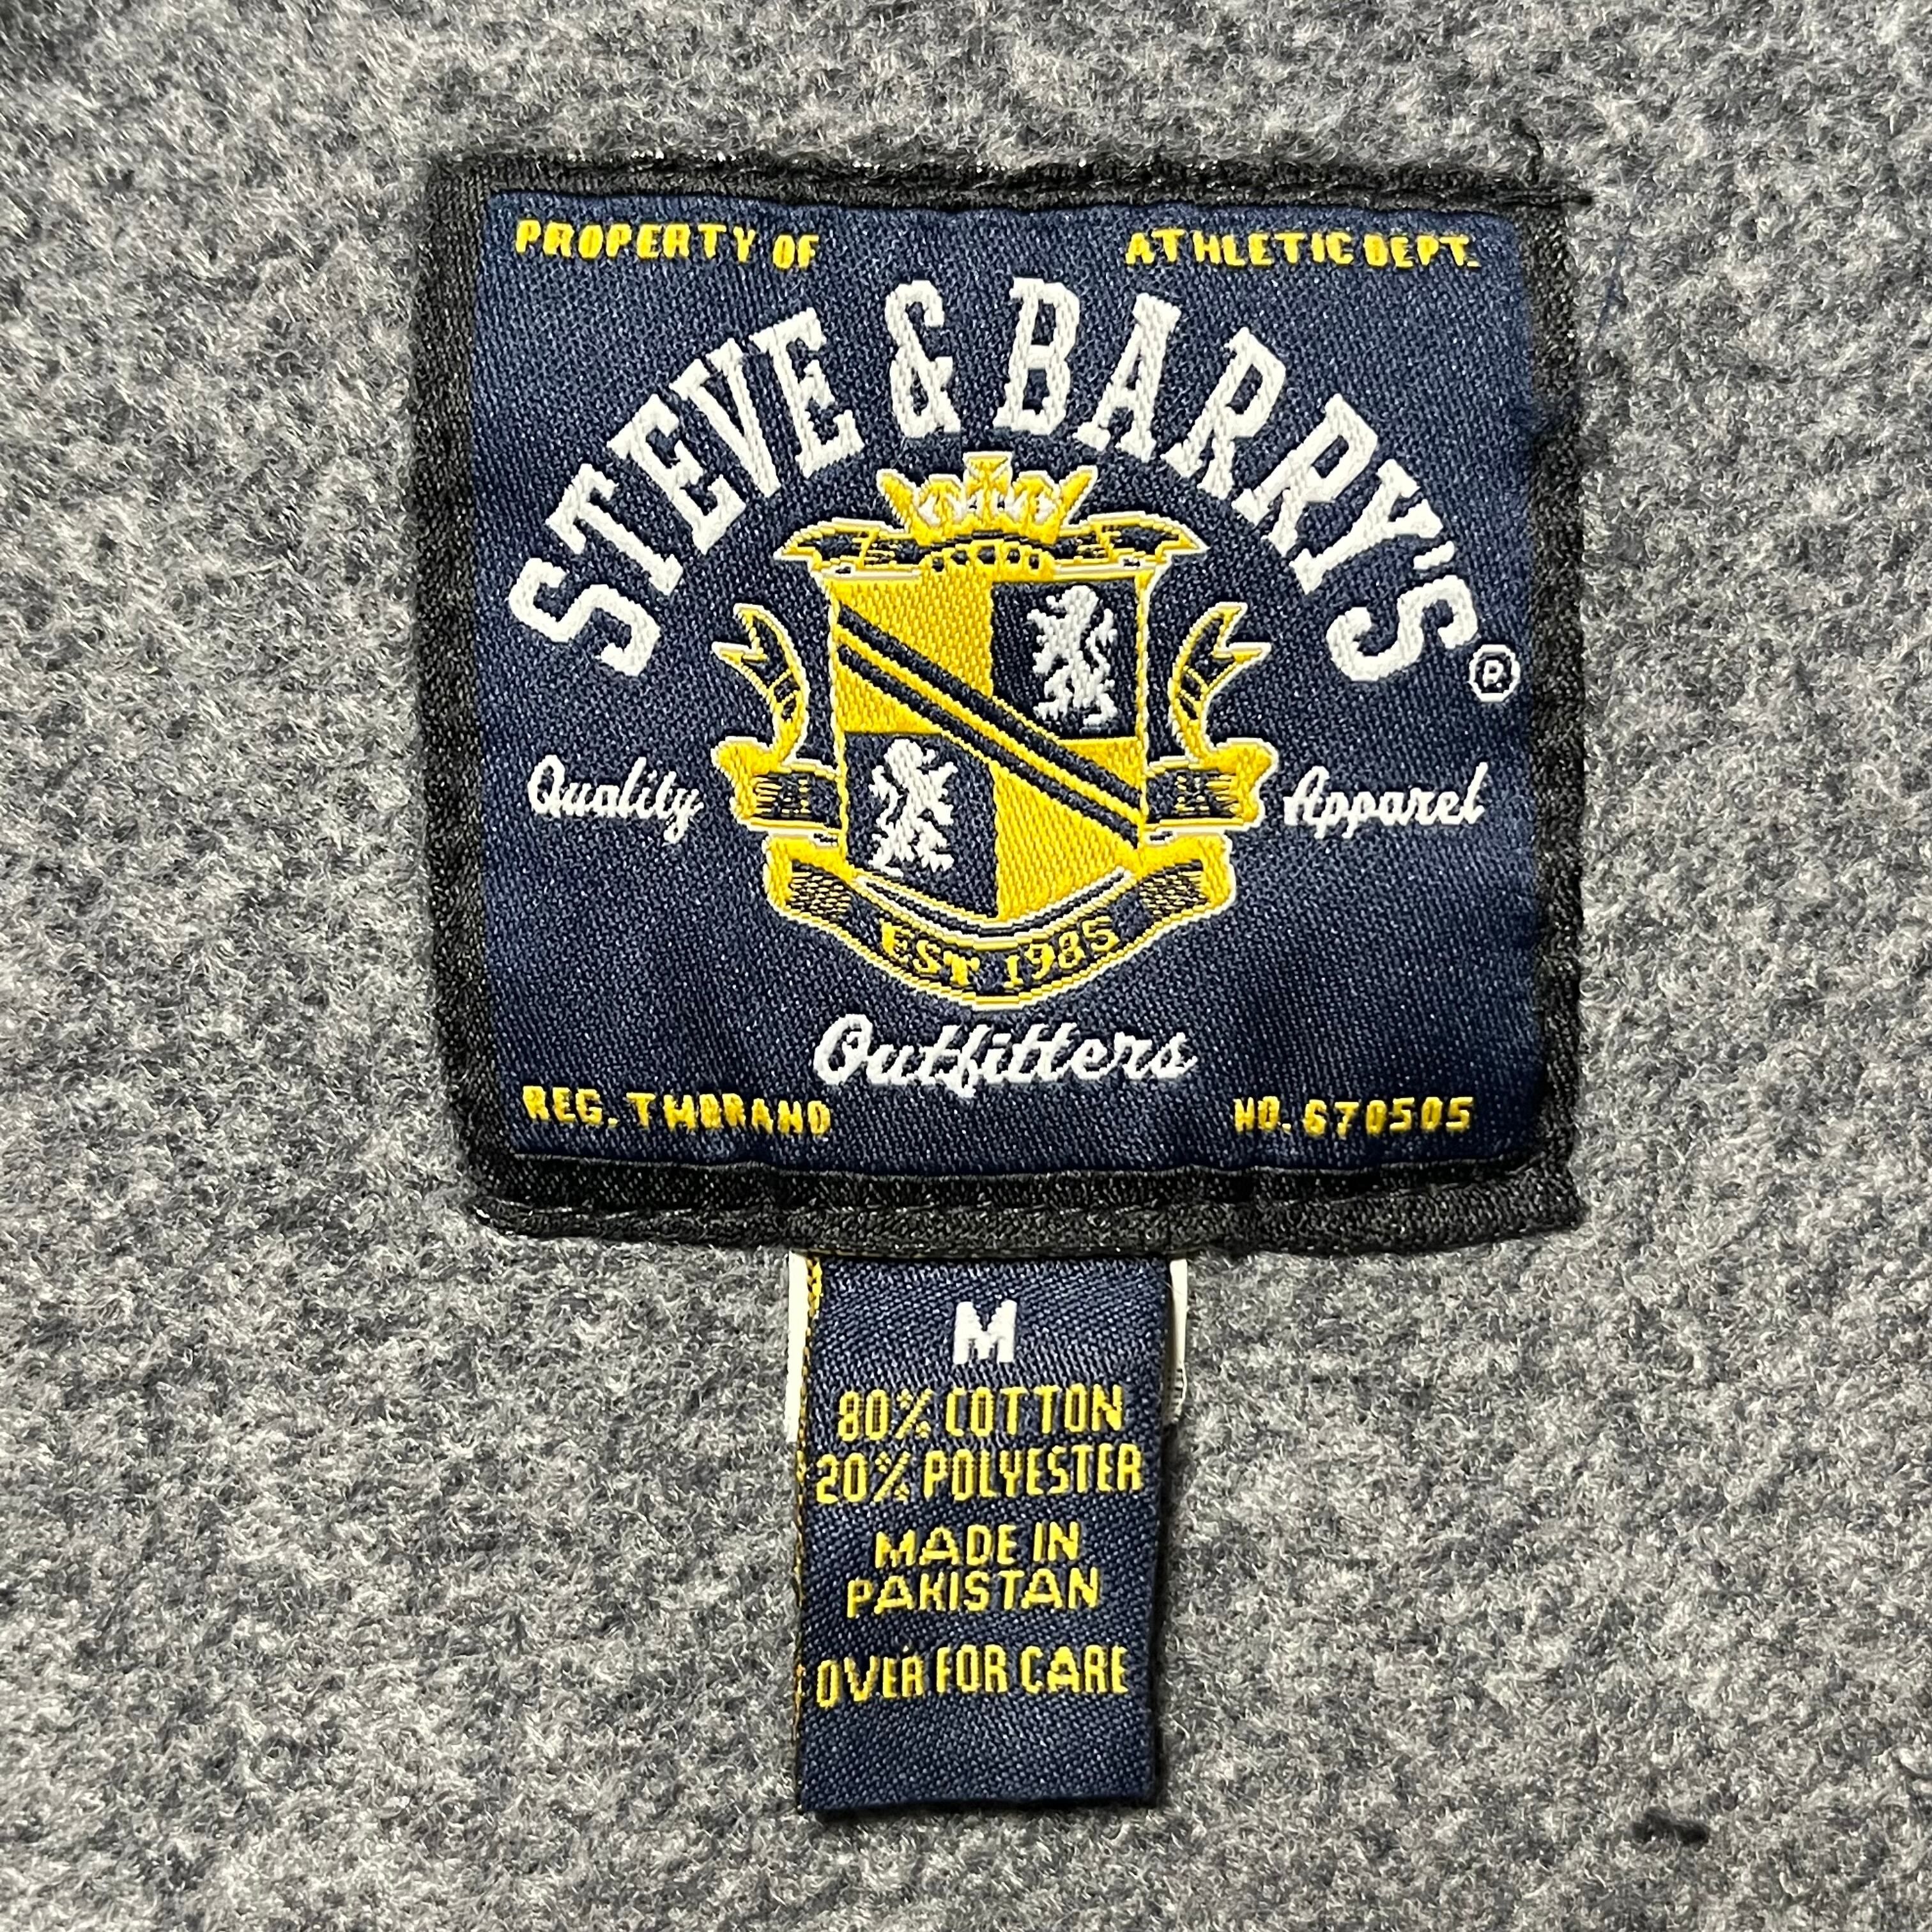 PROPERTY OF ATHLETIC DEPT.
STEVE & BARRY'S®
Quality Apparel
EST 1985
Outfitters
REG. TMBRAND NO. 670505
M
80% COTTON
20% POLYESTER
MADE IN
PAKISTAN
OVER FOR CARE